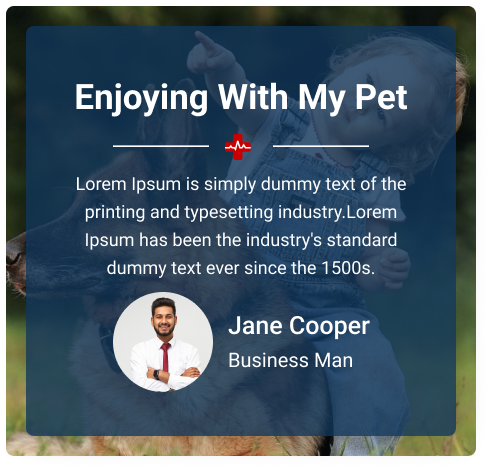 Enjoying With My Pet
Lorem Ipsum is simply dummy text of the
printing and typesetting industry.Lorem
Ipsum has been the industry's standard
dummy text ever since the 1500s.
Jane Cooper
Business Man